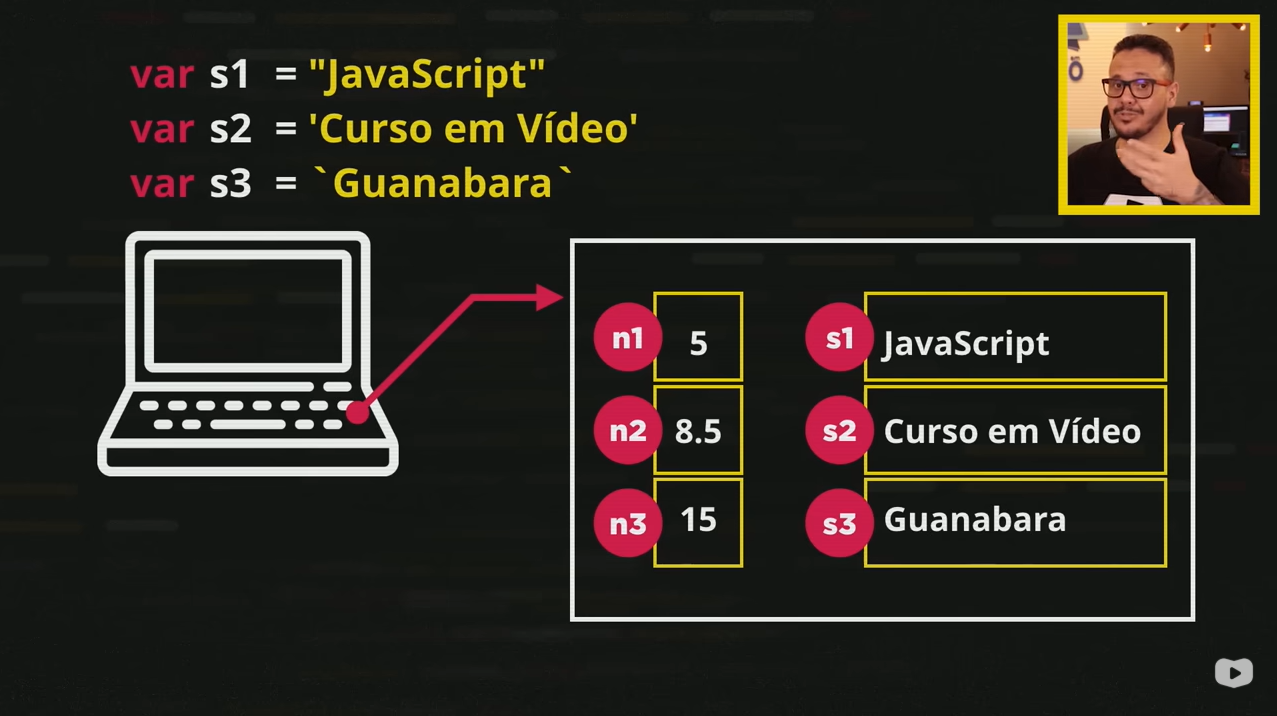 var s1 = "JavaScript"
var s2 = 'Curso em Vídeo'
var s3 = `Guanabara`
n1 5 s1 JavaScript
n2 8.5 s2 Curso em Vídeo
n3 15 s3 Guanabara